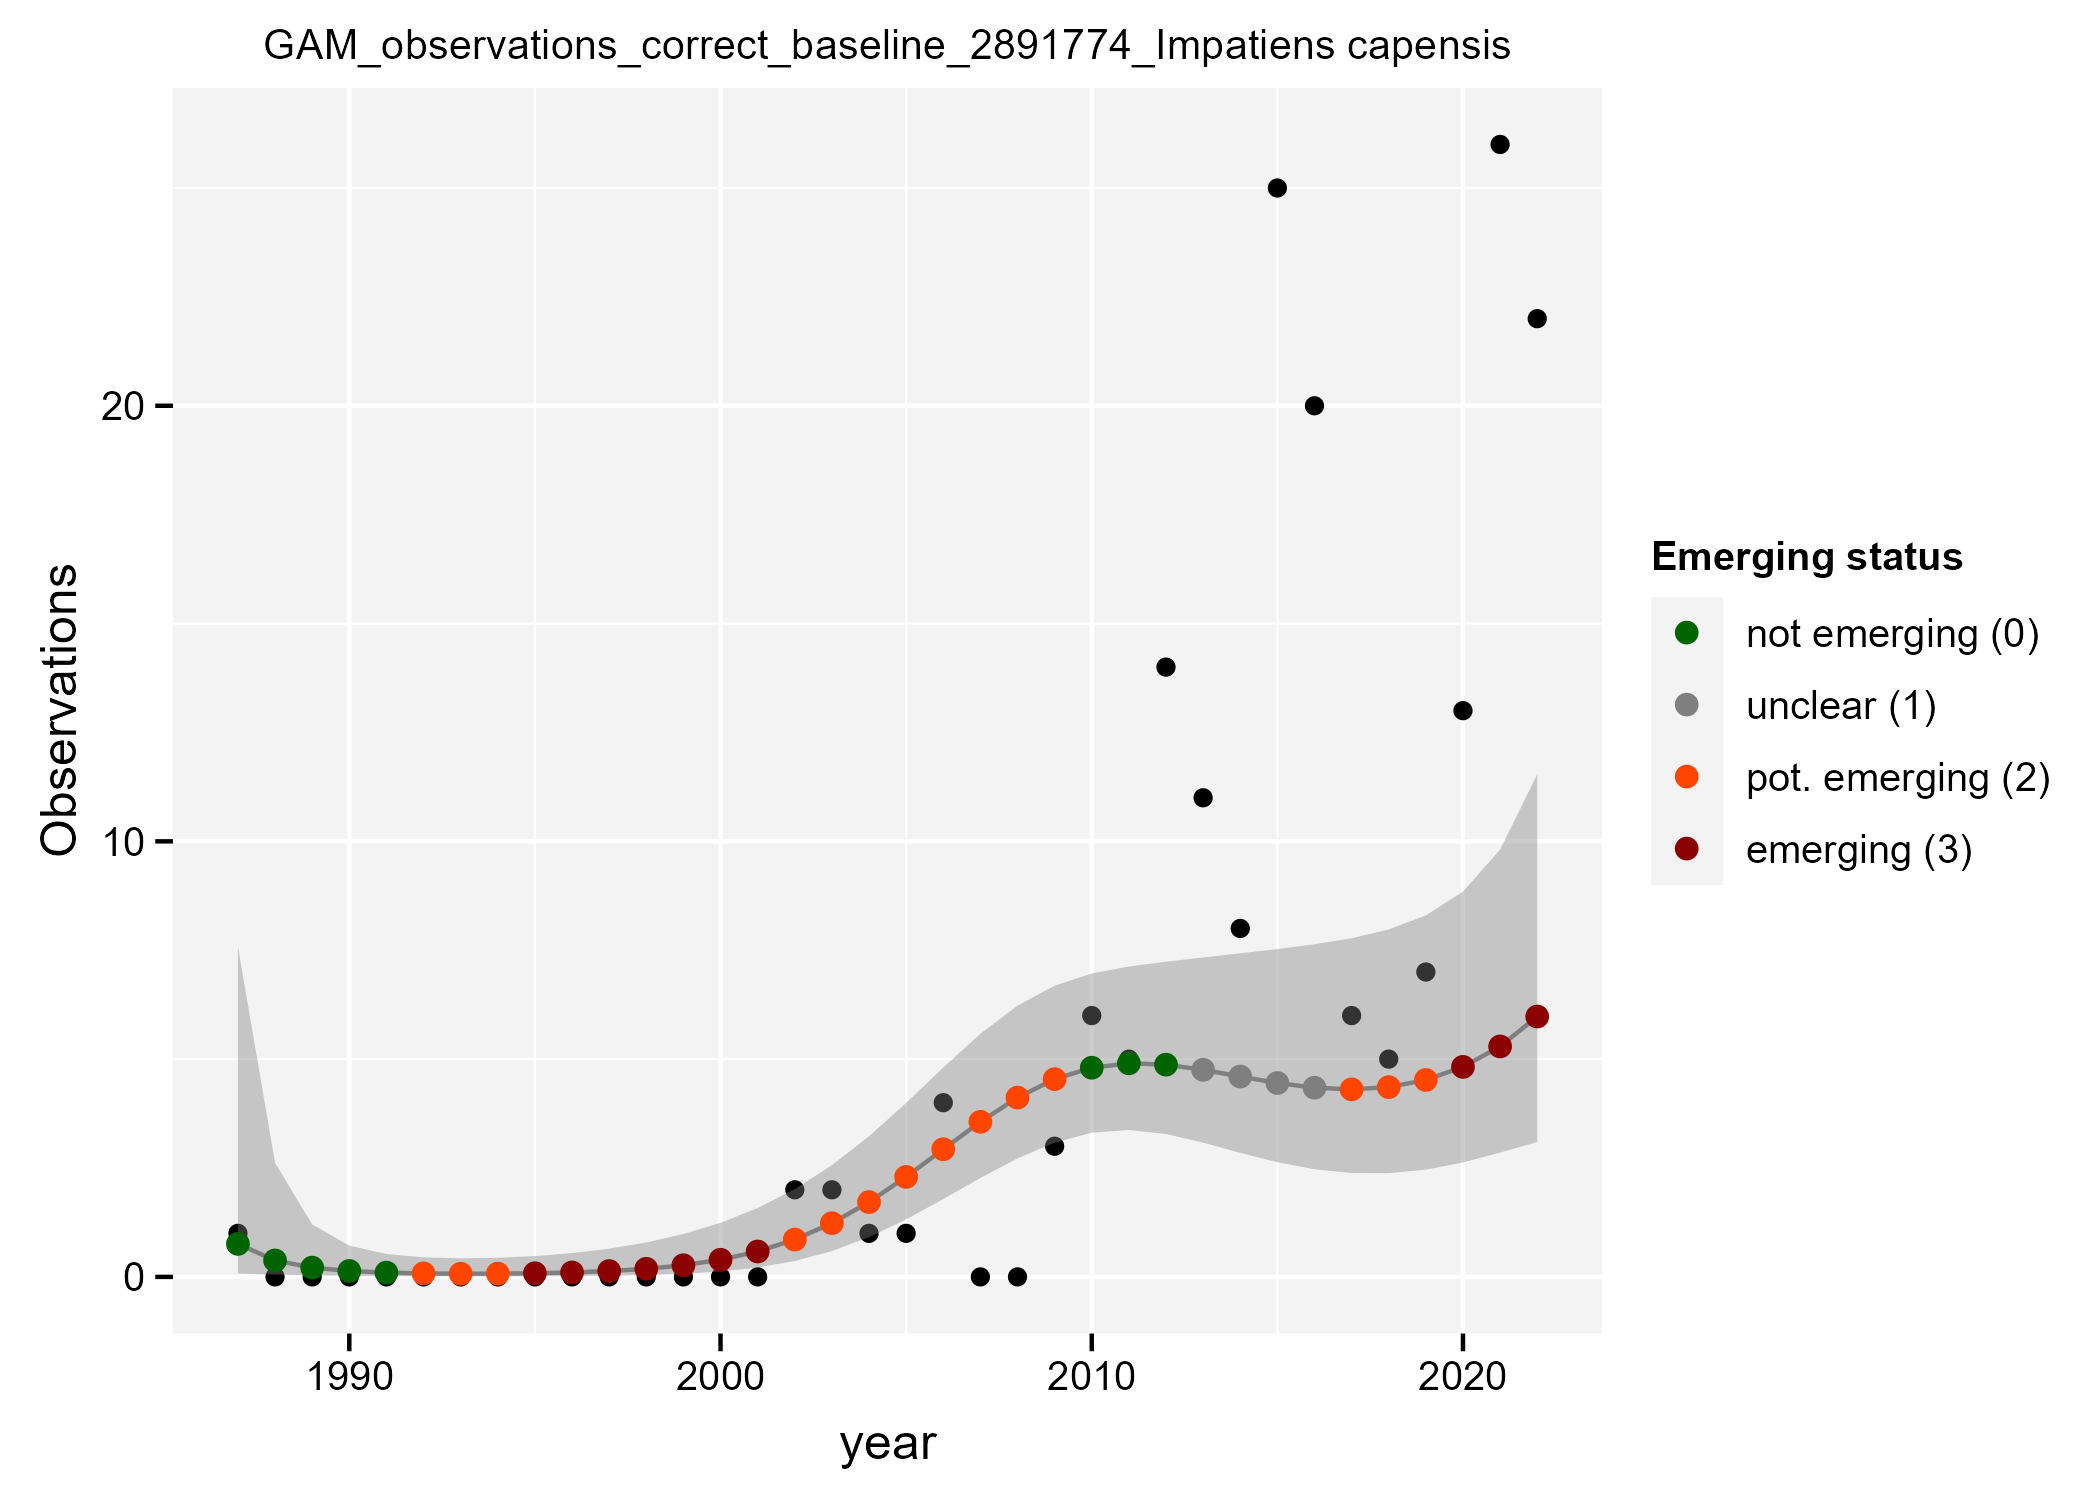 GAM_observations_correct_baseline_2891774_Impatiens capensis
Observations
20
10
0
1990
2000
2010
2020
year
Emerging status
not emerging (0)
unclear (1)
pot. emerging (2)
emerging (3)